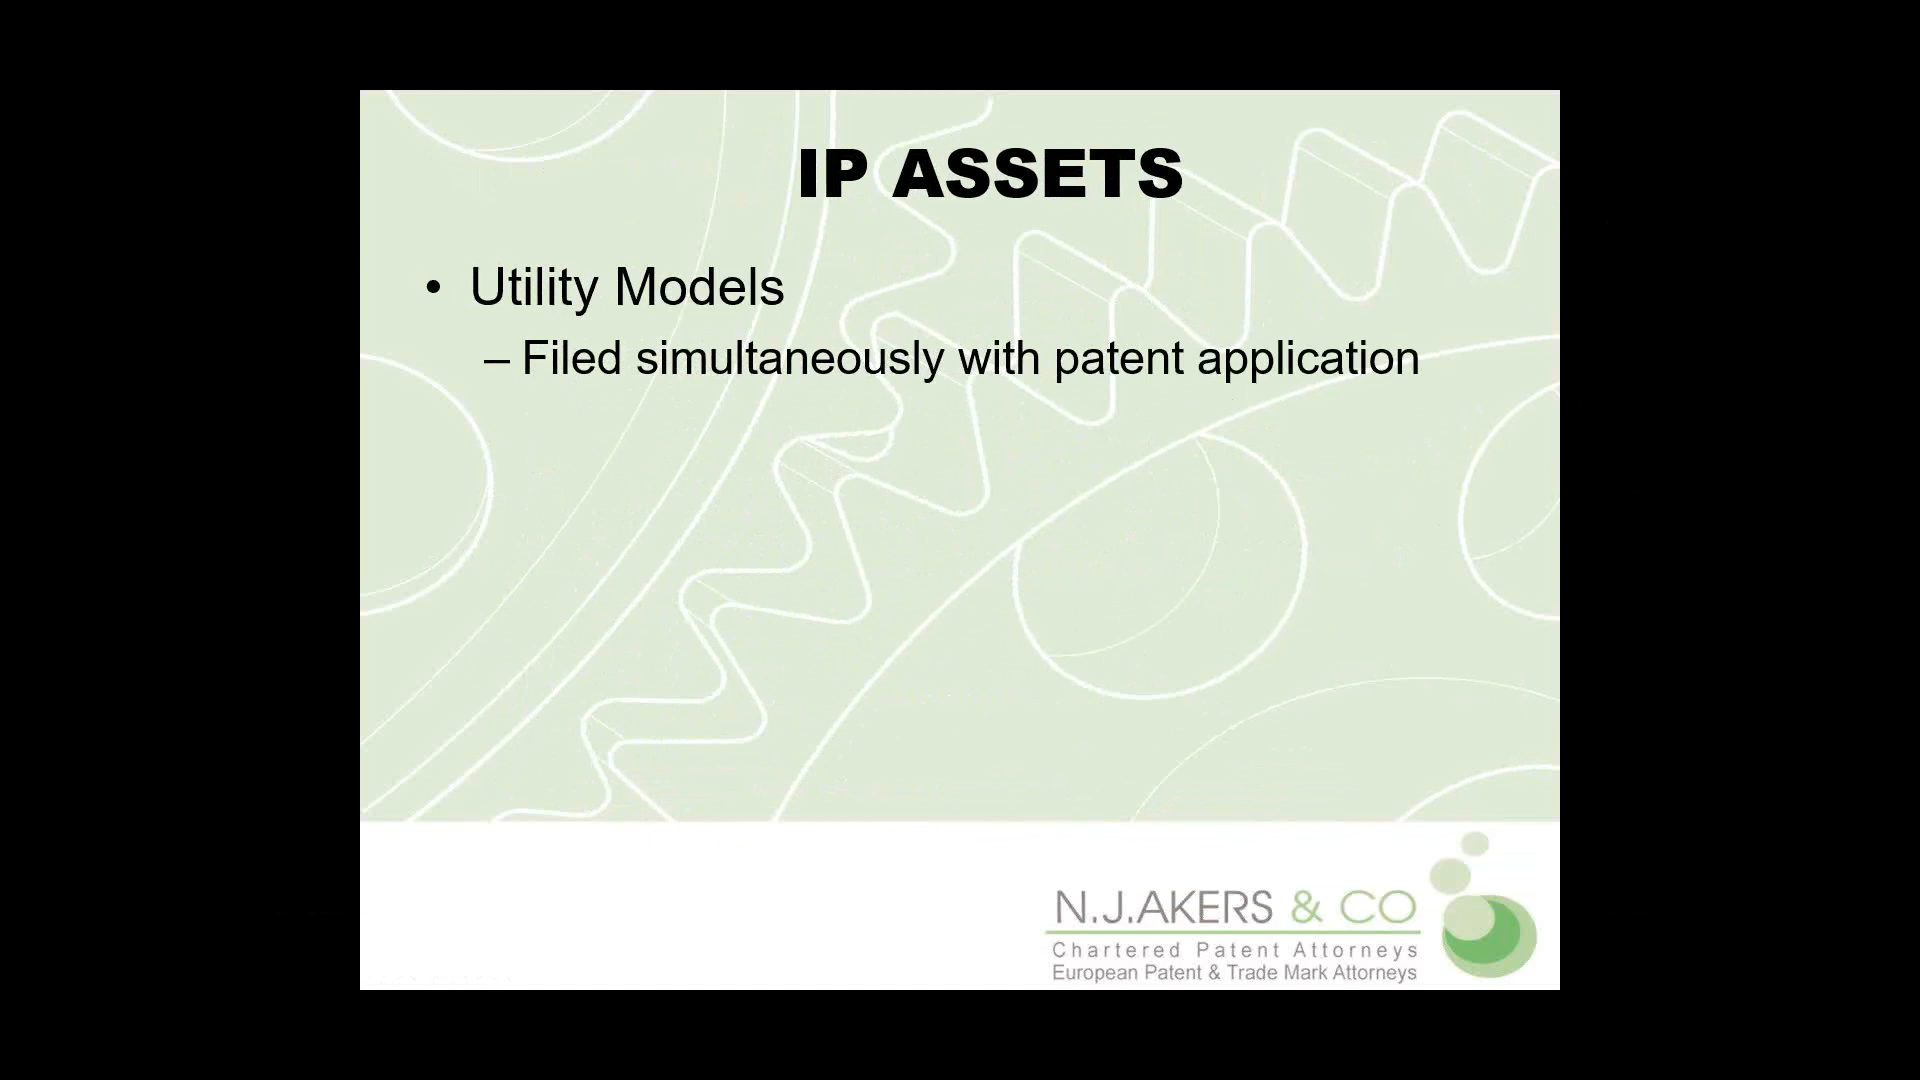 IP ASSETS
• Utility Models
– Filed simultaneously with patent application
N.J.AKERS & CO
Chartered Patent Attorneys
European Patent & Trade Mark Attorneys